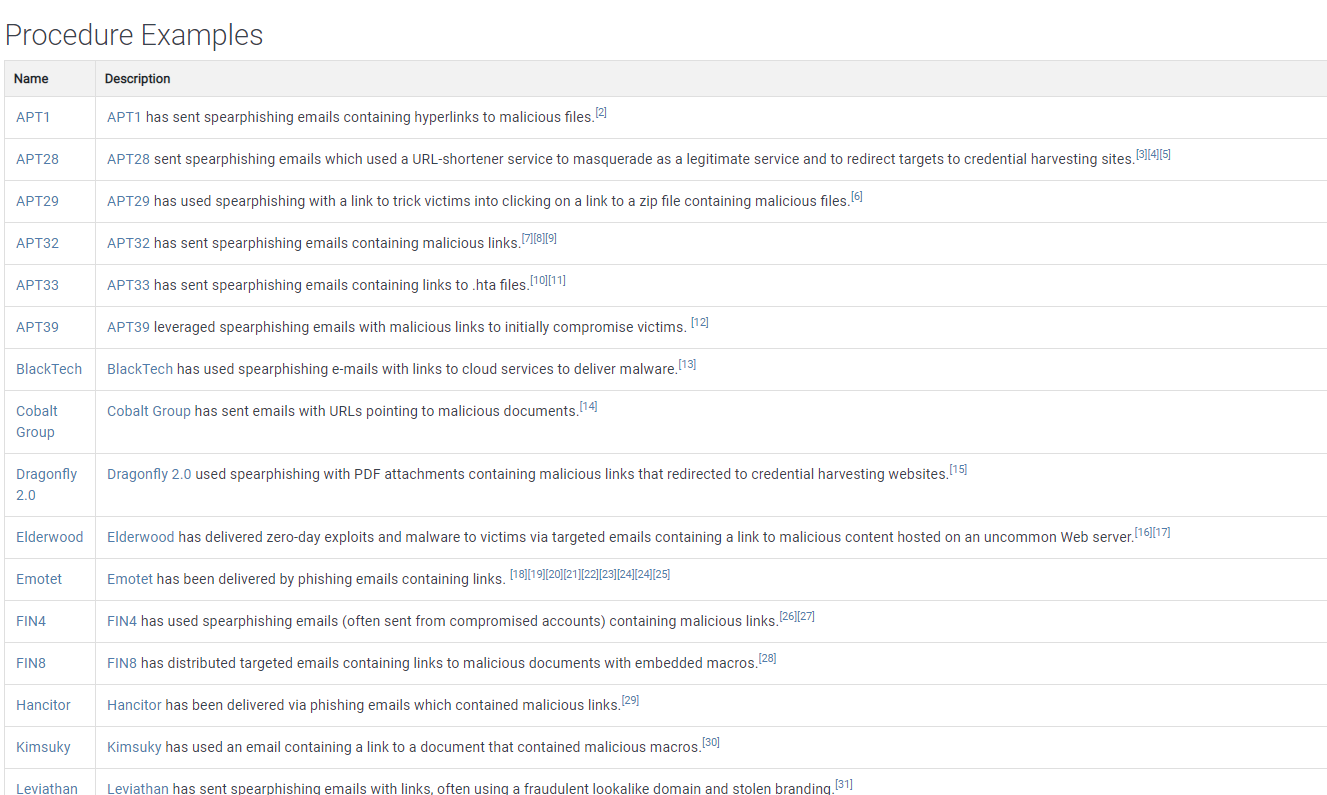 Procedure Examples
Name Description
APT1 APT1 has sent spearphishing emails containing hyperlinks to malicious files.[2]
APT28 APT28 sent spearphishing emails which used a URL-shortener service to masquerade as a legitimate service and to redirect targets to credential harvesting sites.[3][4][5]
APT29 APT29 has used spearphishing with a link to trick victims into clicking on a link to a zip file containing malicious files.[6]
APT32 APT32 has sent spearphishing emails containing malicious links.[7][8][9]
APT33 APT33 has sent spearphishing emails containing links to .hta files.[10][11]
APT39 APT39 leveraged spearphishing emails with malicious links to initially compromise victims. [12]
BlackTech BlackTech has used spearphishing e-mails with links to cloud services to deliver malware.[13]
Cobalt Cobalt Group has sent emails with URLs pointing to malicious documents.[14]
Group
Dragonfly Dragonfly 2.0 used spearphishing with PDF attachments containing malicious links that redirected to credential harvesting websites.[15]
2.0
Elderwood Elderwood has delivered zero-day exploits and malware to victims via targeted emails containing a link to malicious content hosted on an uncommon Web server.[16][17]
Emotet Emotet has been delivered by phishing emails containing links. [18][19][20][21][22][23][24][24][25]
FIN4 FIN4 has used spearphishing emails (often sent from compromised accounts) containing malicious links.[26][27]
FIN8 FIN8 has distributed targeted emails containing links to malicious documents with embedded macros.[28]
Hancitor Hancitor has been delivered via phishing emails which contained malicious links.[29]
Kimsuky Kimsuky has used an email containing a link to a document that contained malicious macros.[30]
Leviathan Leviathan has sent spearphishing emails with links, often using a fraudulent lookalike domain and stolen branding.[31]